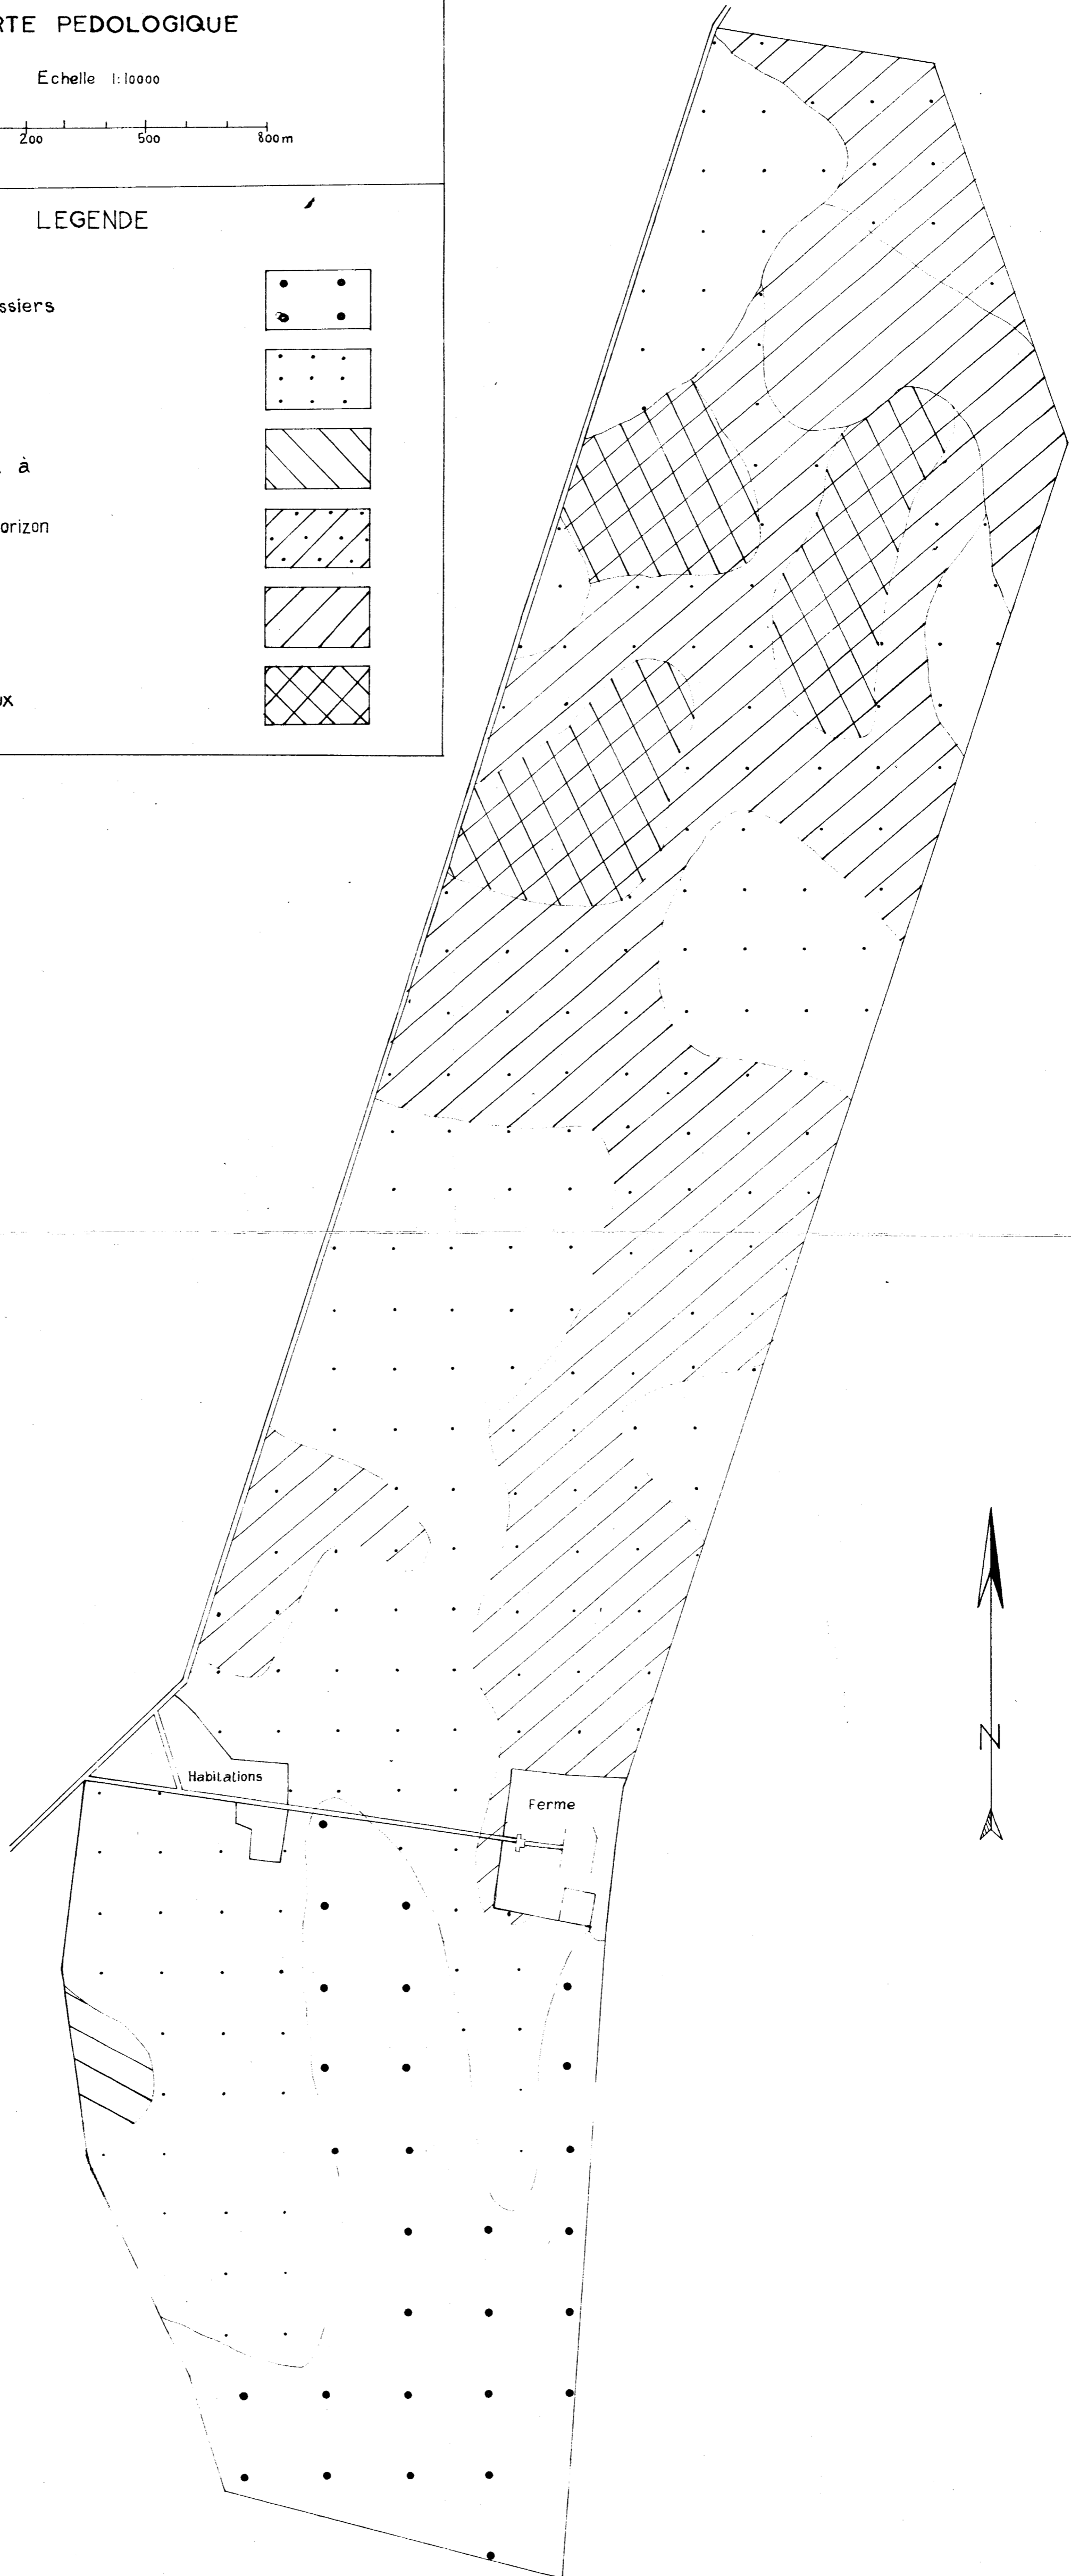 RTE PEDOLOGIQUE
Echelle 1:10000
200 500 800m
LEGENDE
ssiers
à
orizon
ux
Habitations
Ferme
N